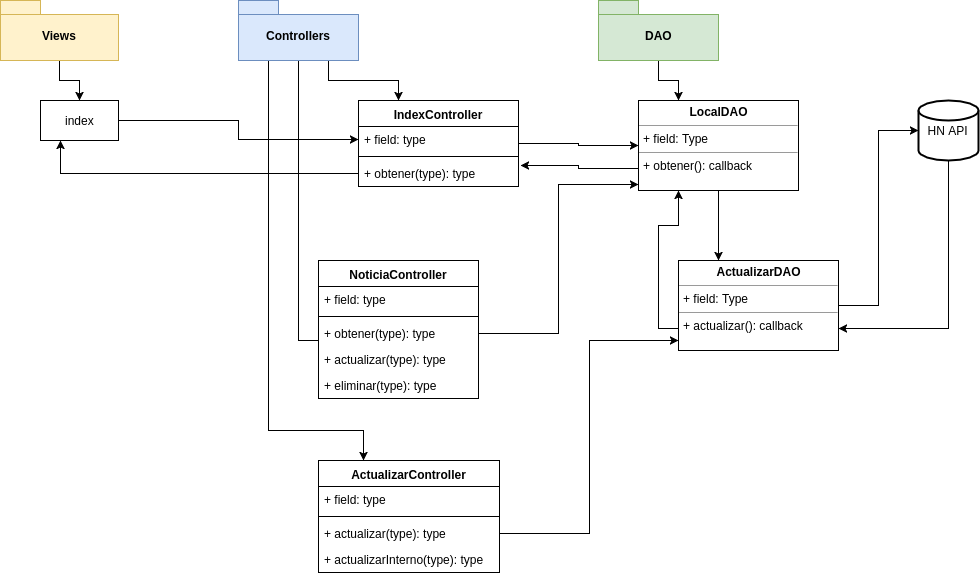 Views
Controllers
DAO
index
IndexController
+ field: type
+ obtener(type): type
LocalDAO
+ field: Type
+ obtener(): callback
HN API
NoticiaController
+ field: type
+ obtener(type): type
+ actualizar(type): type
+ eliminar(type): type
ActualizarDAO
+ field: Type
+ actualizar(): callback
ActualizarController
+ field: type
+ actualizar(type): type
+ actualizarInterno(type): type